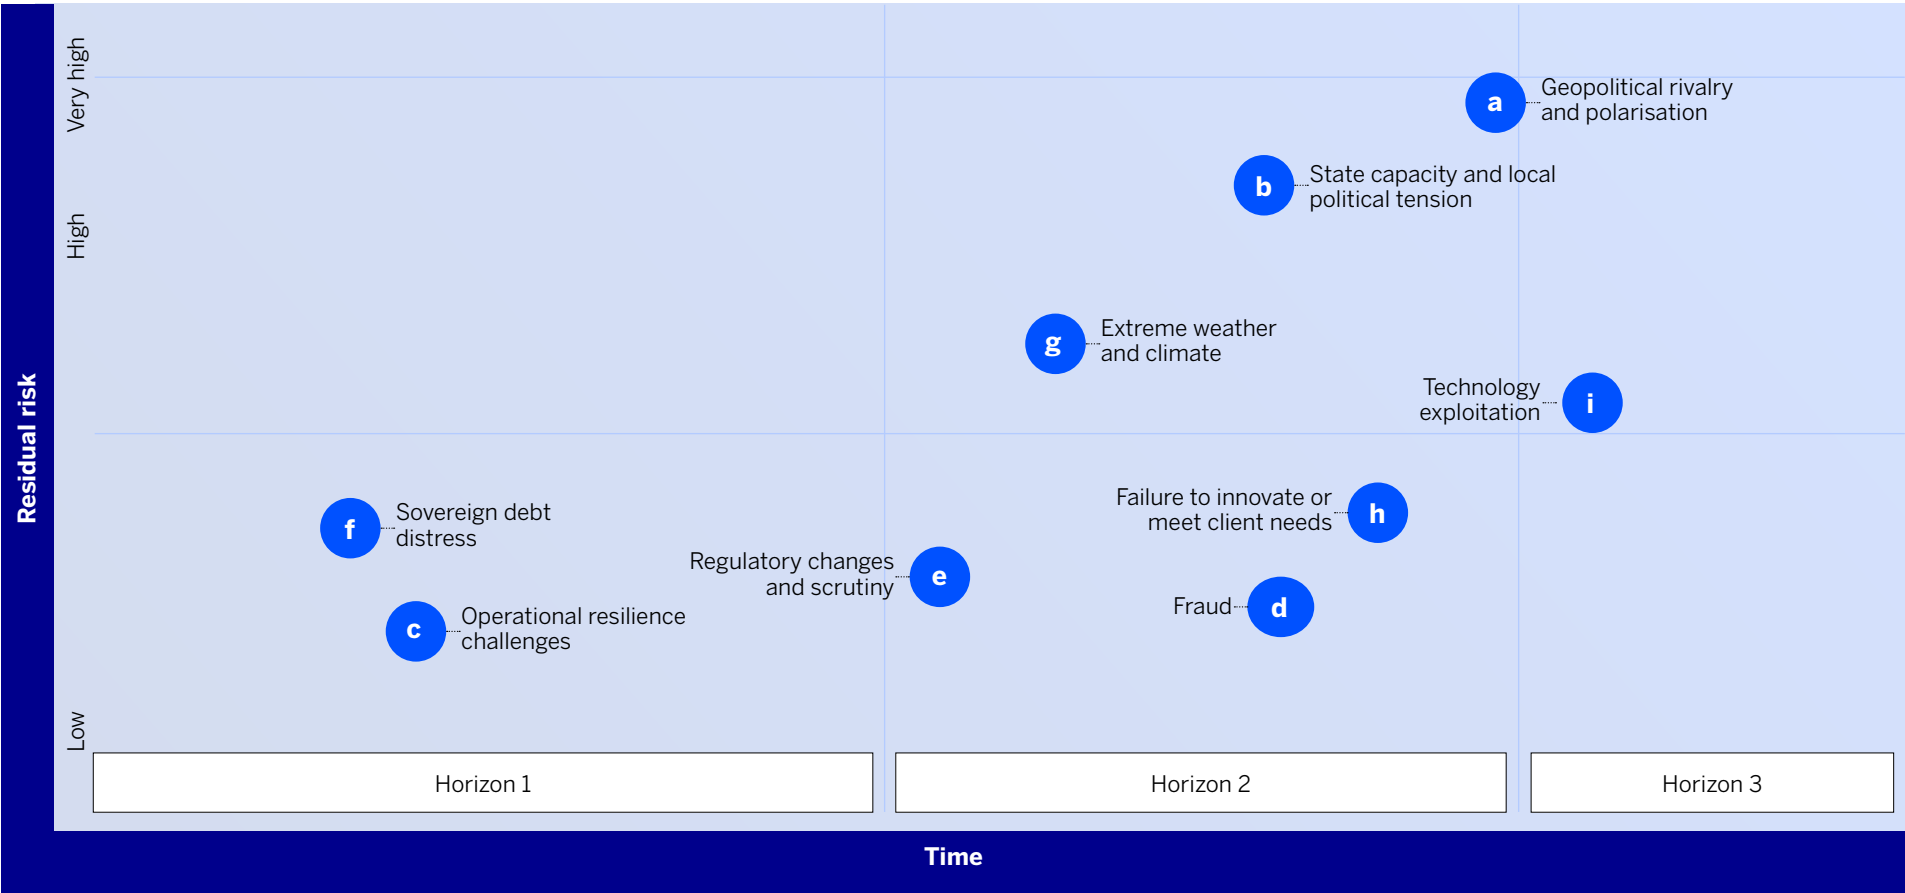 Very high
High
Low
Residual risk
a
Geopolitical rivalry
and polarisation
b
State capacity and local
political tension
g
Extreme weather
and climate
Technology
exploitation
i
Failure to innovate or
meet client needs
h
f
Sovereign debt
distress
Regulatory changes
and scrutiny
e
Fraud
d
c
Operational resilience
challenges
Horizon 1
Horizon 2
Horizon 3
Time